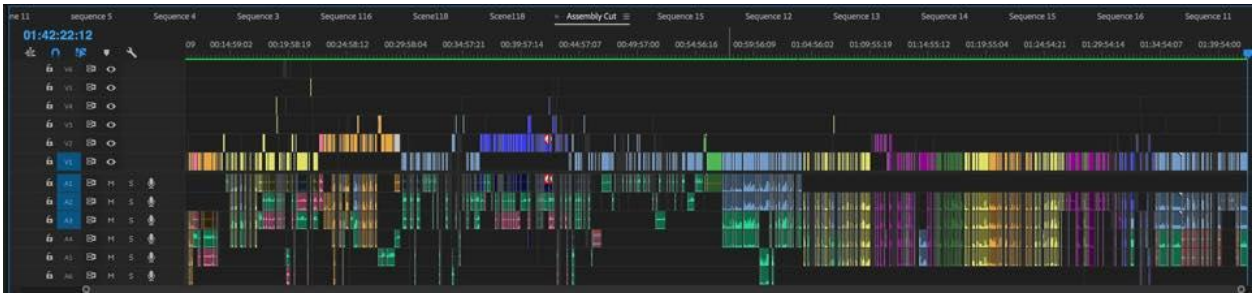 ne 11 sequence 5 Sequence 4 Sequence 3 Sequence 116 Scene118 Scene118 × Assembly Cut ≡ Sequence 15 Sequence 12 Sequence 13 Sequence 14 Sequence 15 Sequence 16 Sequence 11
01:42:22:12
09 00:14:59:02 00:19:58:19 00:24:58:12 00:29:58:04 00:34:57:21 00:39:57:14 00:44:57:07 00:49:57:00 00:54:56:16 00:59:56:09 01:04:56:02 01:09:55:19 01:14:55:12 01:19:55:04 01:24:54:21 01:29:54:14 01:34:54:07 01:39:54:00
V6
V5
V4
V3
V2
V1
A1 M S
A2 M S
A3 M S
A4 M S
A5 M S
A6 M S